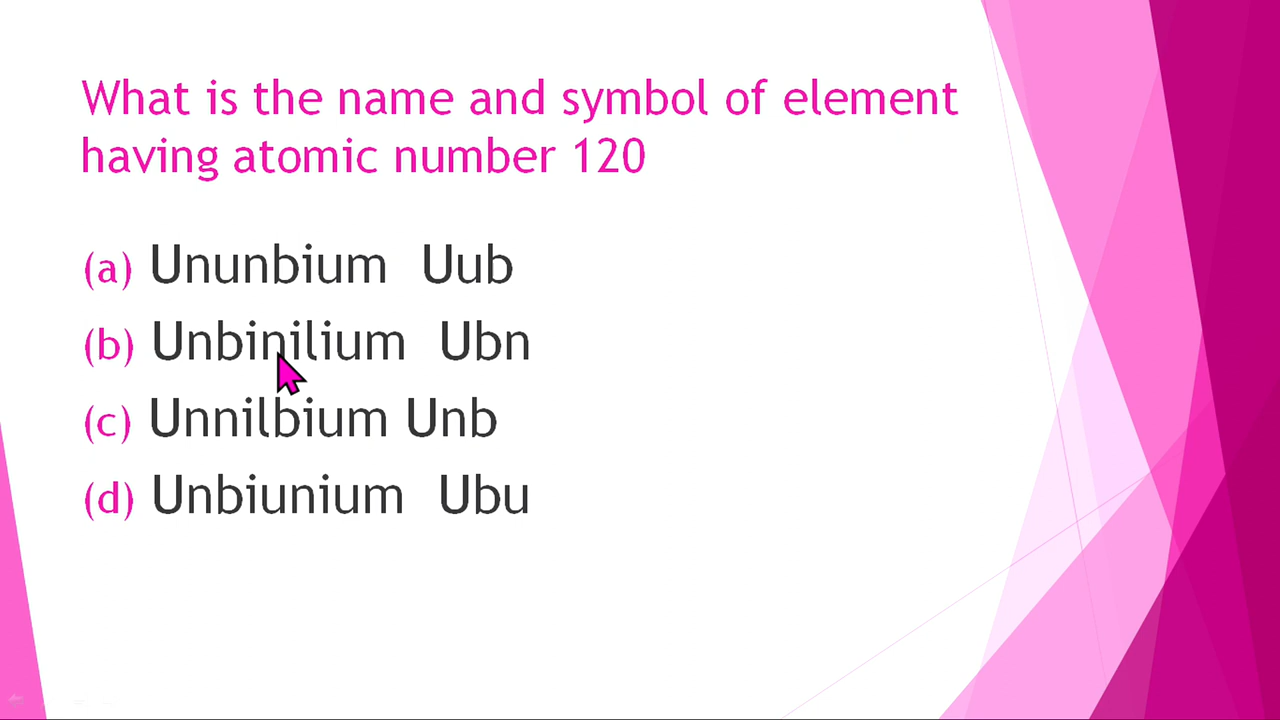 What is the name and symbol of element
having atomic number 120
(a) Ununbium Uub
(b) Unbinilium Ubn
(c) Unnilbium Unb
(d) Unbiunium Ubu